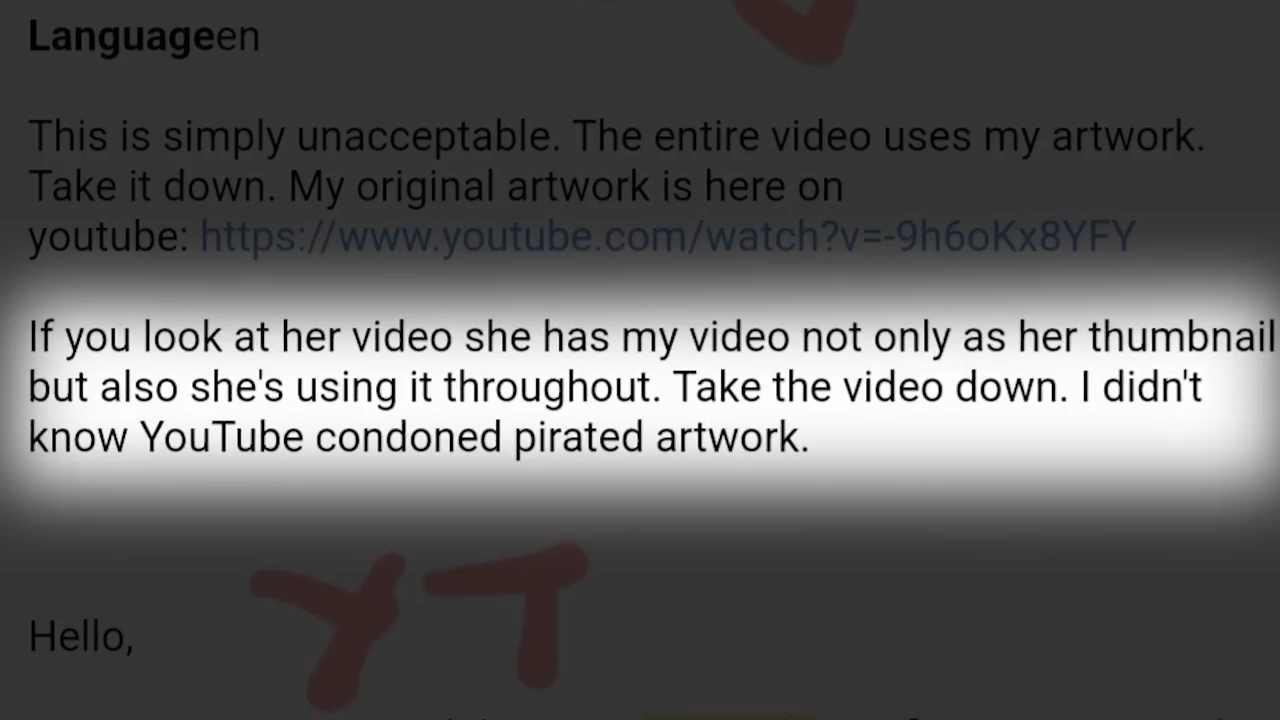 Languageen
This is simply unacceptable. The entire video uses my artwork.
Take it down. My original artwork is here on
youtube: https://www.youtube.com/watch?v=-9h6oKx8YFY
If you look at her video she has my video not only as her thumbnail
but also she's using it throughout. Take the video down. I didn't
know YouTube condoned pirated artwork.
YT
Hello,